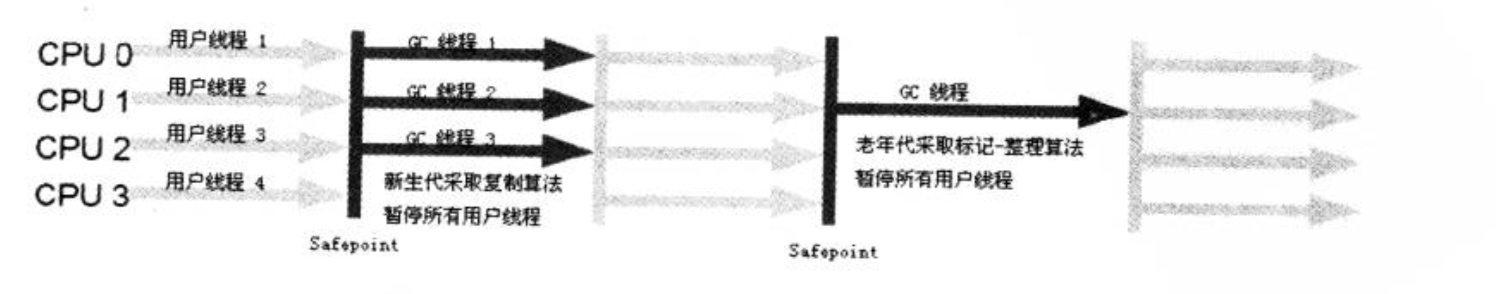 CPU 0
用户线程 1
GC 线程 1
CPU 1
用户线程 2
GC 线程 2
GC 线程
CPU 2
用户线程 3
GC 线程 3
老年代采取标记-整理算法
CPU 3
用户线程 4
新生代采取复制算法
暂停所有用户线程
暂停所有用户线程
Safepoint
Safepoint